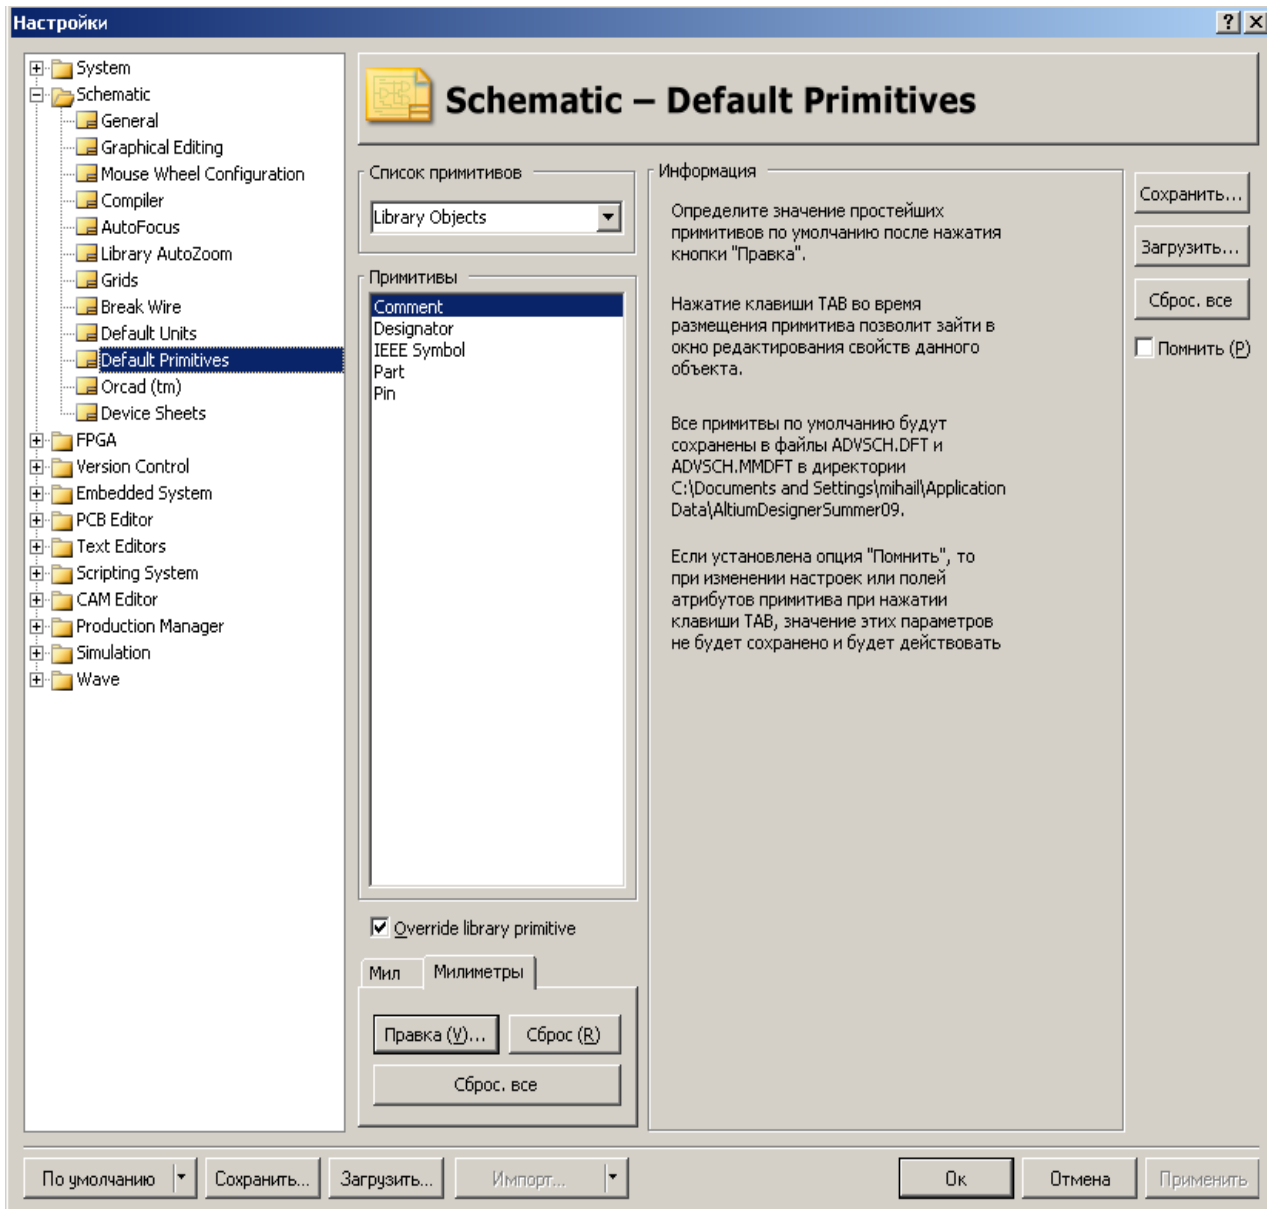 Настройки
System
Schematic
General
Graphical Editing
Mouse Wheel Configuration
Compiler
AutoFocus
Library AutoZoom
Grids
Break Wire
Default Units
Default Primitives
Orcad (tm)
Device Sheets
FPGA
Version Control
Embedded System
PCB Editor
Text Editors
Scripting System
CAM Editor
Production Manager
Simulation
Wave
Schematic – Default Primitives
Список примитивов
Library Objects
Примитивы
Comment
Designator
IEEE Symbol
Part
Pin
Override library primitive
Мил
Милиметры
Правка (V)...
Сброс (R)
Сброс. все
Информация
Определите значение простейших
примитивов по умолчанию после нажатия
кнопки "Правка".
Нажатие клавиши TAB во время
размещения примитива позволит зайти в
окно редактирования свойств данного
объекта.
Все примитвы по умолчанию будут
сохранены в файлы ADVSCH.DFT и
ADVSCH.MMDFT в директории
C:\Documents and Settings\mihail\Application
Data\AltiumDesignerSummer09.
Если установлена опция "Помнить", то
при изменении настроек или полей
атрибутов примитива при нажатии
клавиши TAB, значение этих параметров
не будет сохранено и будет действовать
Сохранить...
Загрузить...
Сброс. все
Помнить (P)
По умолчанию
Сохранить...
Загрузить...
Импорт...
Ок
Отмена
Применить